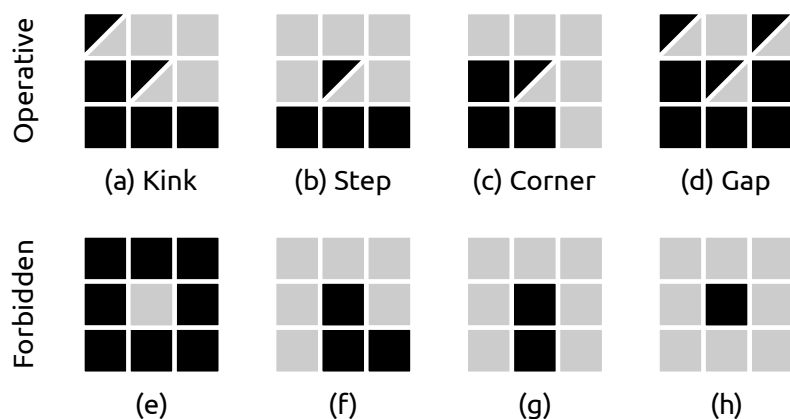 Operative
(a) Kink
(b) Step
(c) Corner
(d) Gap
Forbidden
(e)
(f)
(g)
(h)